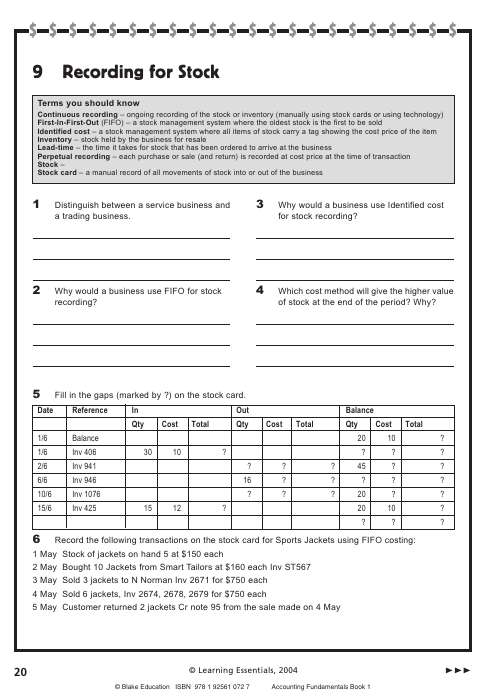 9 Recording for Stock
Terms you should know
Continuous recording – ongoing recording of the stock or inventory (manually using stock cards or using technology)
First-In-First-Out (FIFO) – a stock management system where the oldest stock is the first to be sold
Identified cost – a stock management system where all items of stock carry a tag showing the cost price of the item
Inventory – stock held by the business for resale
Lead-time – the time it takes for stock that has been ordered to arrive at the business
Perpetual recording – each purchase or sale (and return) is recorded at cost price at the time of transaction
Stock –
Stock card – a manual record of all movements of stock into or out of the business
1 Distinguish between a service business and
a trading business.
2 Why would a business use FIFO for stock
recording?
3 Why would a business use Identified cost
for stock recording?
4 Which cost method will give the higher value
of stock at the end of the period? Why?
5 Fill in the gaps (marked by ?) on the stock card.
Date Reference In Out Balance
Qty Cost Total Qty Cost Total Qty Cost Total
1/6 Balance 20 10 ?
1/6 Inv 406 30 10 ? ? ? ?
2/6 Inv 941 ? ? ? 45 ? ?
6/6 Inv 946 16 ? ? ? ? ?
10/6 Inv 1076 ? ? ? 20 ? ?
15/6 Inv 425 15 12 ? 20 10 ?
? ? ?
6 Record the following transactions on the stock card for Sports Jackets using FIFO costing:
1 May Stock of jackets on hand 5 at $150 each
2 May Bought 10 Jackets from Smart Tailors at $160 each Inv ST567
3 May Sold 3 jackets to N Norman Inv 2671 for $750 each
4 May Sold 6 jackets, Inv 2674, 2678, 2679 for $750 each
5 May Customer returned 2 jackets Cr note 95 from the sale made on 4 May
20
© Learning Essentials, 2004
© Blake Education ISBN 978 1 92561 072 7 Accounting Fundamentals Book 1